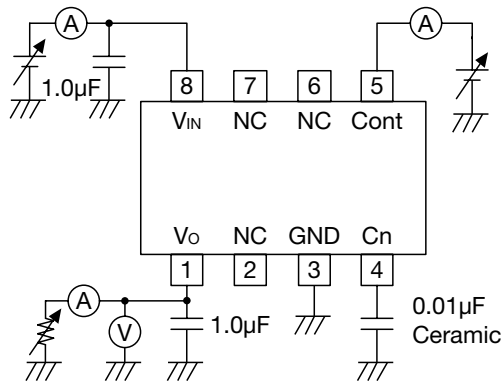 A
A
1.0µF
8
7
6
5
VIN
NC
NC
Cont
VO
NC
GND
Cn
1
2
3
4
A
V
1.0µF
0.01µF
Ceramic